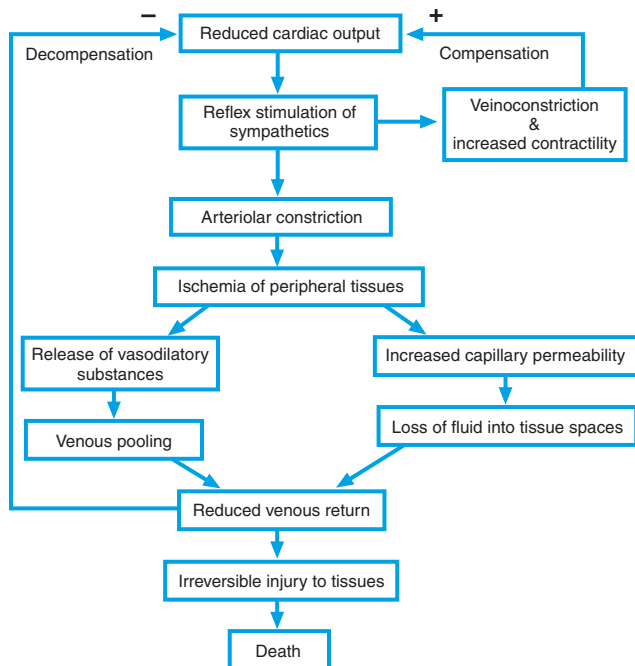 −
+
Reduced cardiac output
Decompensation
Compensation
Reflex stimulation of
sympathetics
Veinoconstriction
&
increased contractility
Arteriolar constriction
Ischemia of peripheral tissues
Release of vasodilatory
substances
Increased capillary permeability
Venous pooling
Loss of fluid into tissue spaces
Reduced venous return
Irreversible injury to tissues
Death